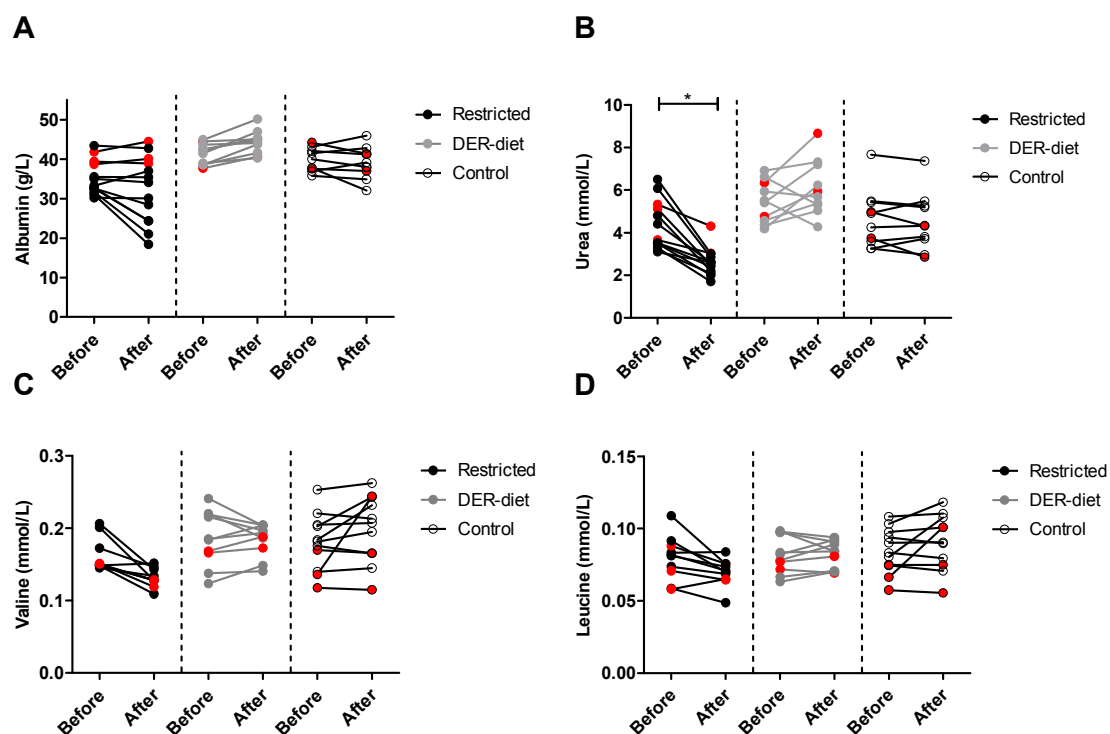 A
Albumin (g/L)
50
40
30
20
10
0
Before
After
Before
After
Before
After
Restricted
DER-diet
Control
B
*
Urea (mmol/L)
10
8
6
4
2
0
Before
After
Before
After
Before
After
Restricted
DER-diet
Control
C
Valine (mmol/L)
0.3
0.2
0.1
0.0
Before
After
Before
After
Before
After
Restricted
DER-diet
Control
D
Leucine (mmol/L)
0.15
0.10
0.05
0.00
Before
After
Before
After
Before
After
Restricted
DER-diet
Control